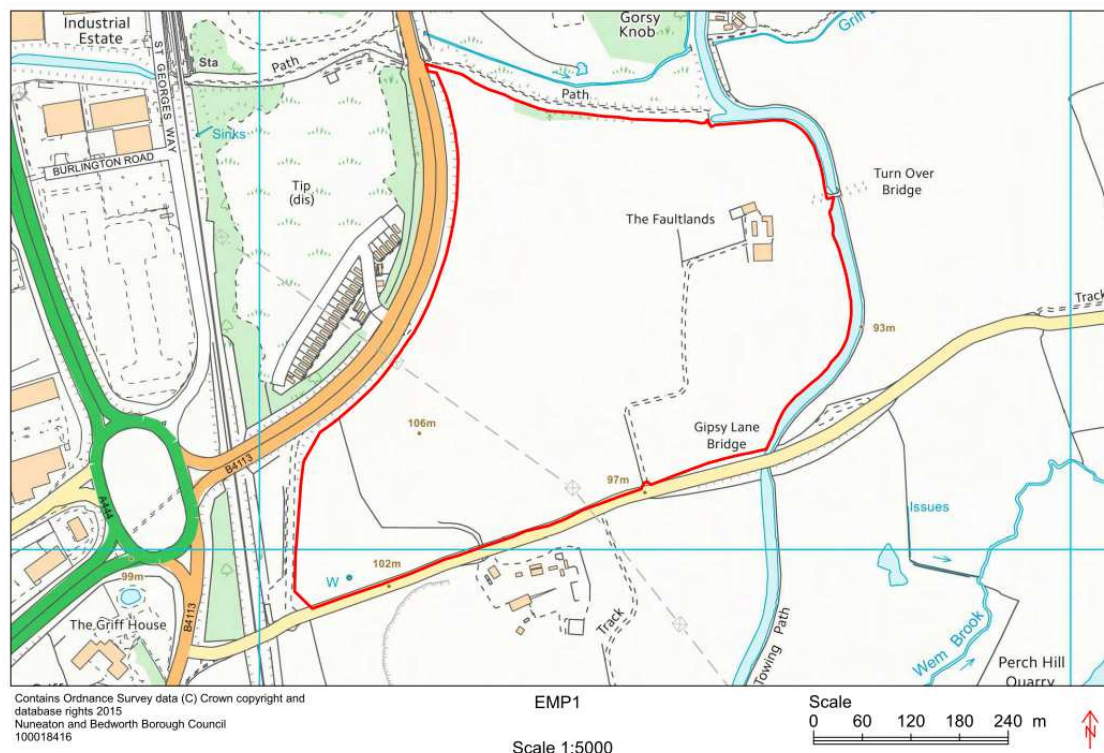 Industrial
Estate
Sta
Path
ST GEORGES WAY
Sinks
BURLINGTON ROAD
Tip
(dis)
Gorsy
Knob
Griff
Path
Turn Over
Bridge
The Faultlands
Track
93m
106m
Gipsy Lane
Bridge
97m
B4113
A444
Issues
99m
102m
W
The Griff House
B4113
Track
Towing Path
Wem Brook
Perch Hill
Quarry
Contains Ordnance Survey data (C) Crown copyright and
database rights 2015
Nuneaton and Bedworth Borough Council
100018416
EMP1
Scale 1:5000
Scale
0 60 120 180 240 m
N